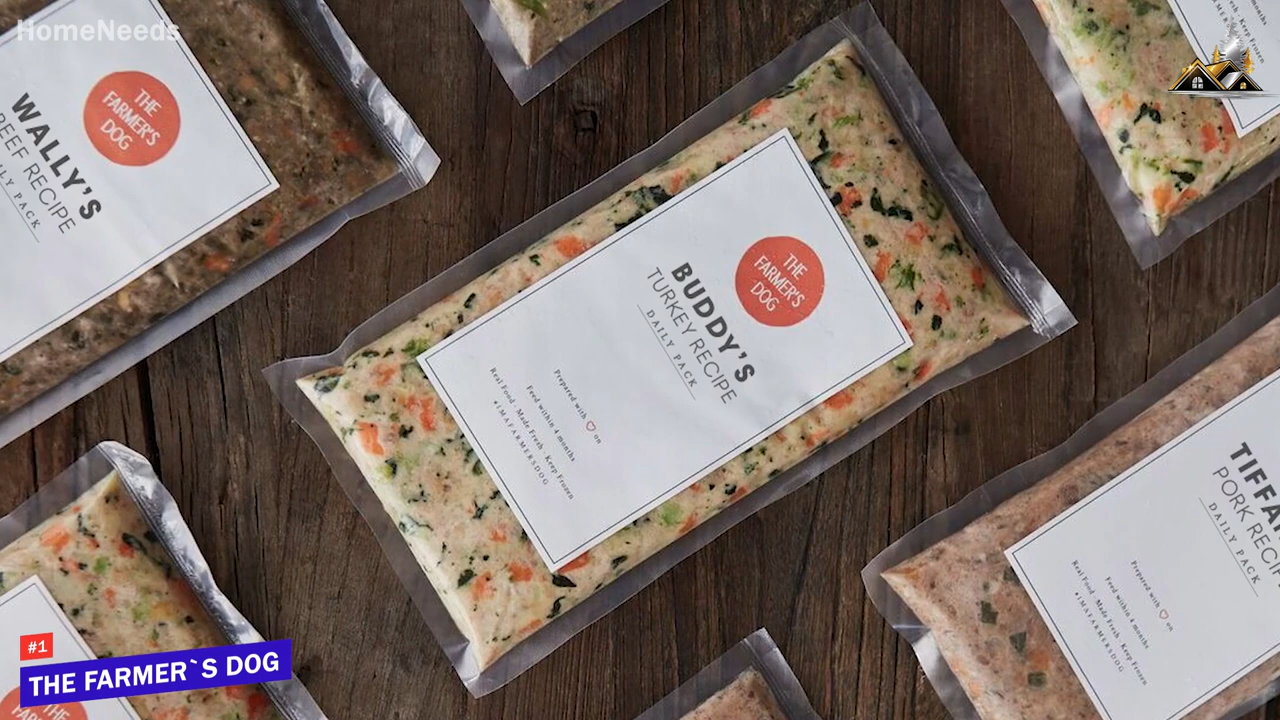 HomeNeeds
THE
FARMER'S
DOG
WALLY'S
BEEF RECIPE
DAILY PACK
THE
FARMER'S
DOG
BUDDY'S
TURKEY RECIPE
DAILY PACK
Prepared with on
Feed within 4 months
Real Food · Made Fresh · Keep Frozen
#IMAFARMERSDOG
TIFFA
PORK RECIP
DAILY PACK
Prepared with on
Feed within 4 months
Real Food · Made Fresh · Keep Frozen
#IMAFARMERSDOG
#1
THE FARMER`S DOG